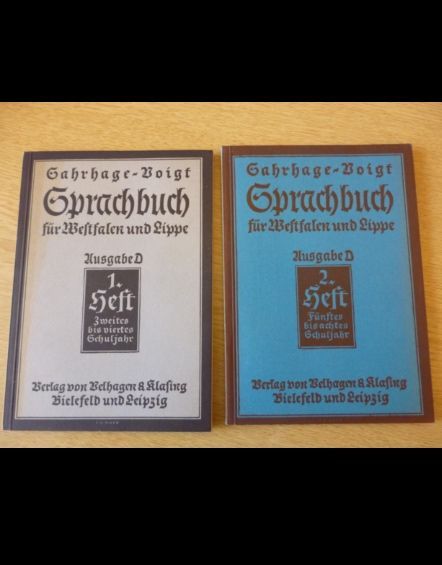 Sahrhage-Voigt
Sprachbuch
für Westfalen und Lippe
Ausgabe D
1.
Heft
Zweites
bis viertes
Schuljahr
Verlag von Velhagen & Klasing
Bielefeld und Leipzig
Sahrhage-Voigt
Sprachbuch
für Westfalen und Lippe
Ausgabe D
2.
Heft
Fünftes
bis achtes
Schuljahr
Verlag von Velhagen & Klasing
Bielefeld und Leipzig